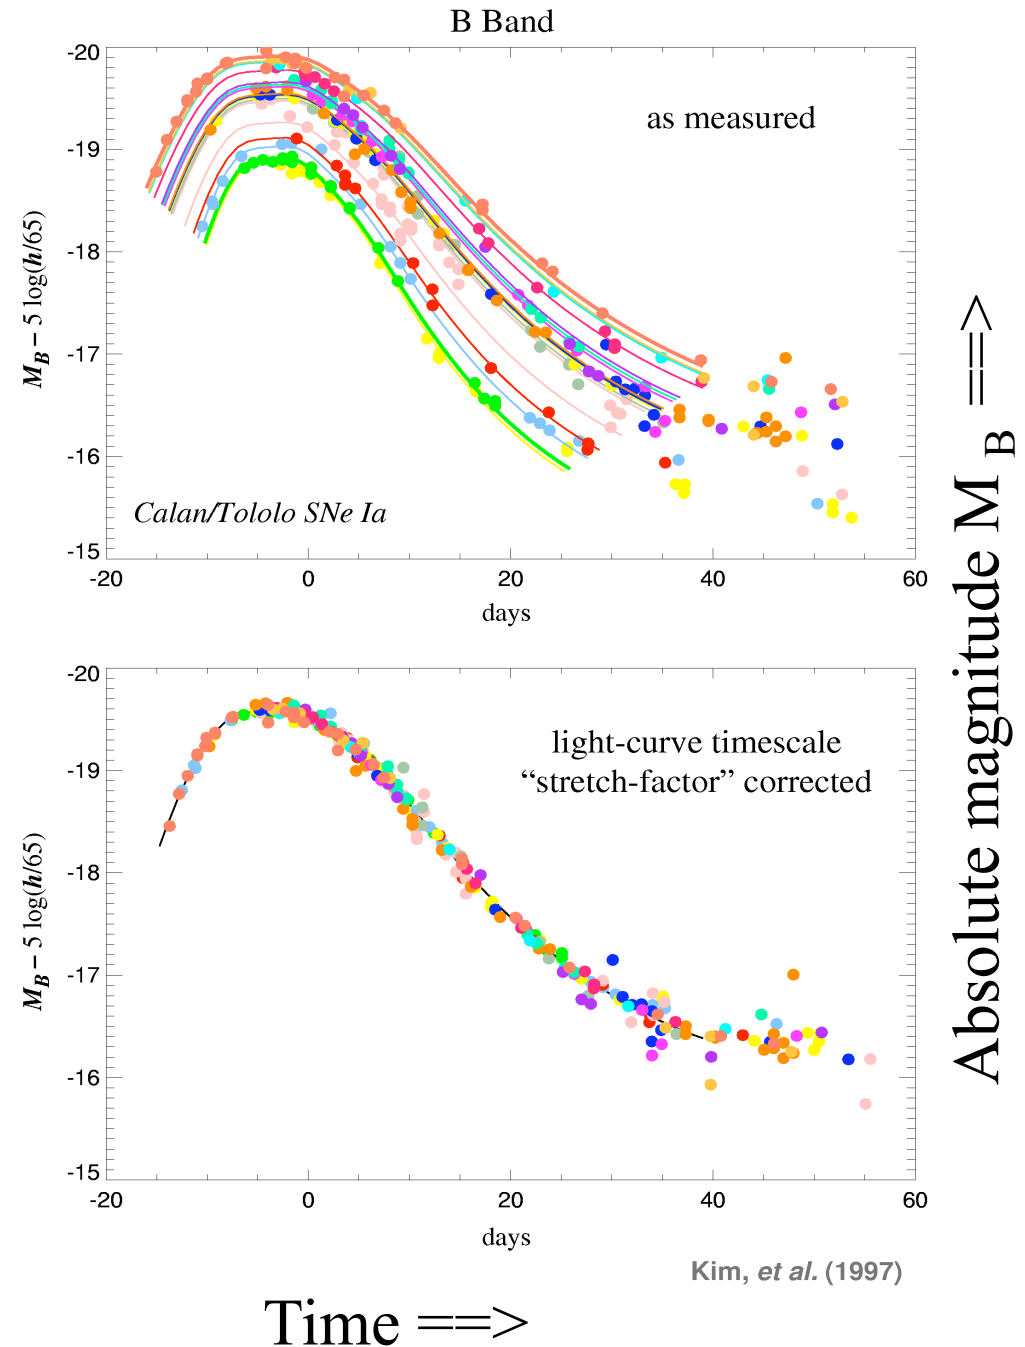 B Band
as measured
Calan/Tololo SNe Ia
M_B – 5 log(h/65)
-20
-19
-18
-17
-16
-15
-20
0
20
40
60
days
light-curve timescale
“stretch-factor” corrected
M_B – 5 log(h/65)
-20
-19
-18
-17
-16
-15
-20
0
20
40
60
days
Kim, et al. (1997)
Absolute magnitude M_B ==>
Time ==>